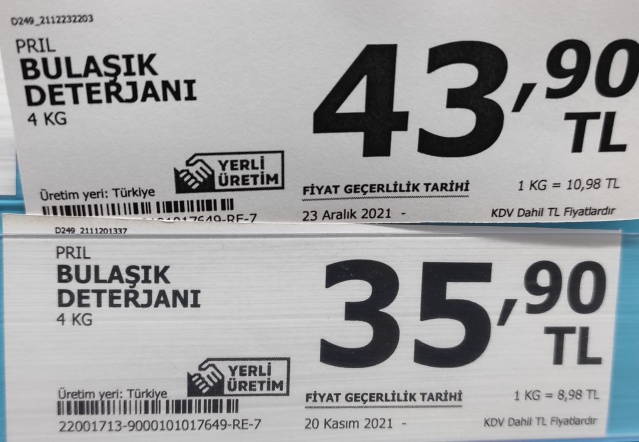 D249_2112232203
PRIL
BULAŞIK
DETERJANI
4 KG
43,90
TL
YERLİ
ÜRETİM
Üretim yeri: Türkiye
FİYAT GEÇERLİLİK TARİHİ
1 KG = 10,98 TL
0101017649-RE-7
23 Aralık 2021 -
KDV Dahil TL Fiyatlardır
D249_2111201337
PRIL
BULAŞIK
DETERJANI
4 KG
35,90
TL
YERLİ
ÜRETİM
Üretim yeri: Türkiye
FİYAT GEÇERLİLİK TARİHİ
1 KG = 8,98 TL
22001713-9000101017649-RE-7
20 Kasım 2021 -
KDV Dahil TL Fiyatlardır